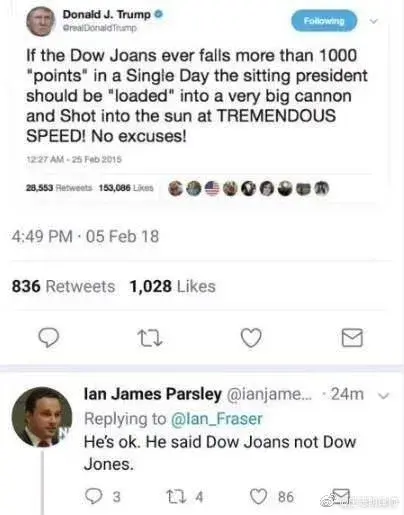 Donald J. Trump
@realDonaldTrump
Following
If the Dow Joans ever falls more than 1000
"points" in a Single Day the sitting president
should be "loaded" into a very big cannon
and Shot into the sun at TREMENDOUS
SPEED! No excuses!
12:27 AM - 25 Feb 2015
28,553 Retweets 153,086 Likes
4:49 PM · 05 Feb 18
836 Retweets 1,028 Likes
Ian James Parsley @ianjame... · 24m
Replying to @Ian_Fraser
He's ok. He said Dow Joans not Dow
Jones.
3 4 86